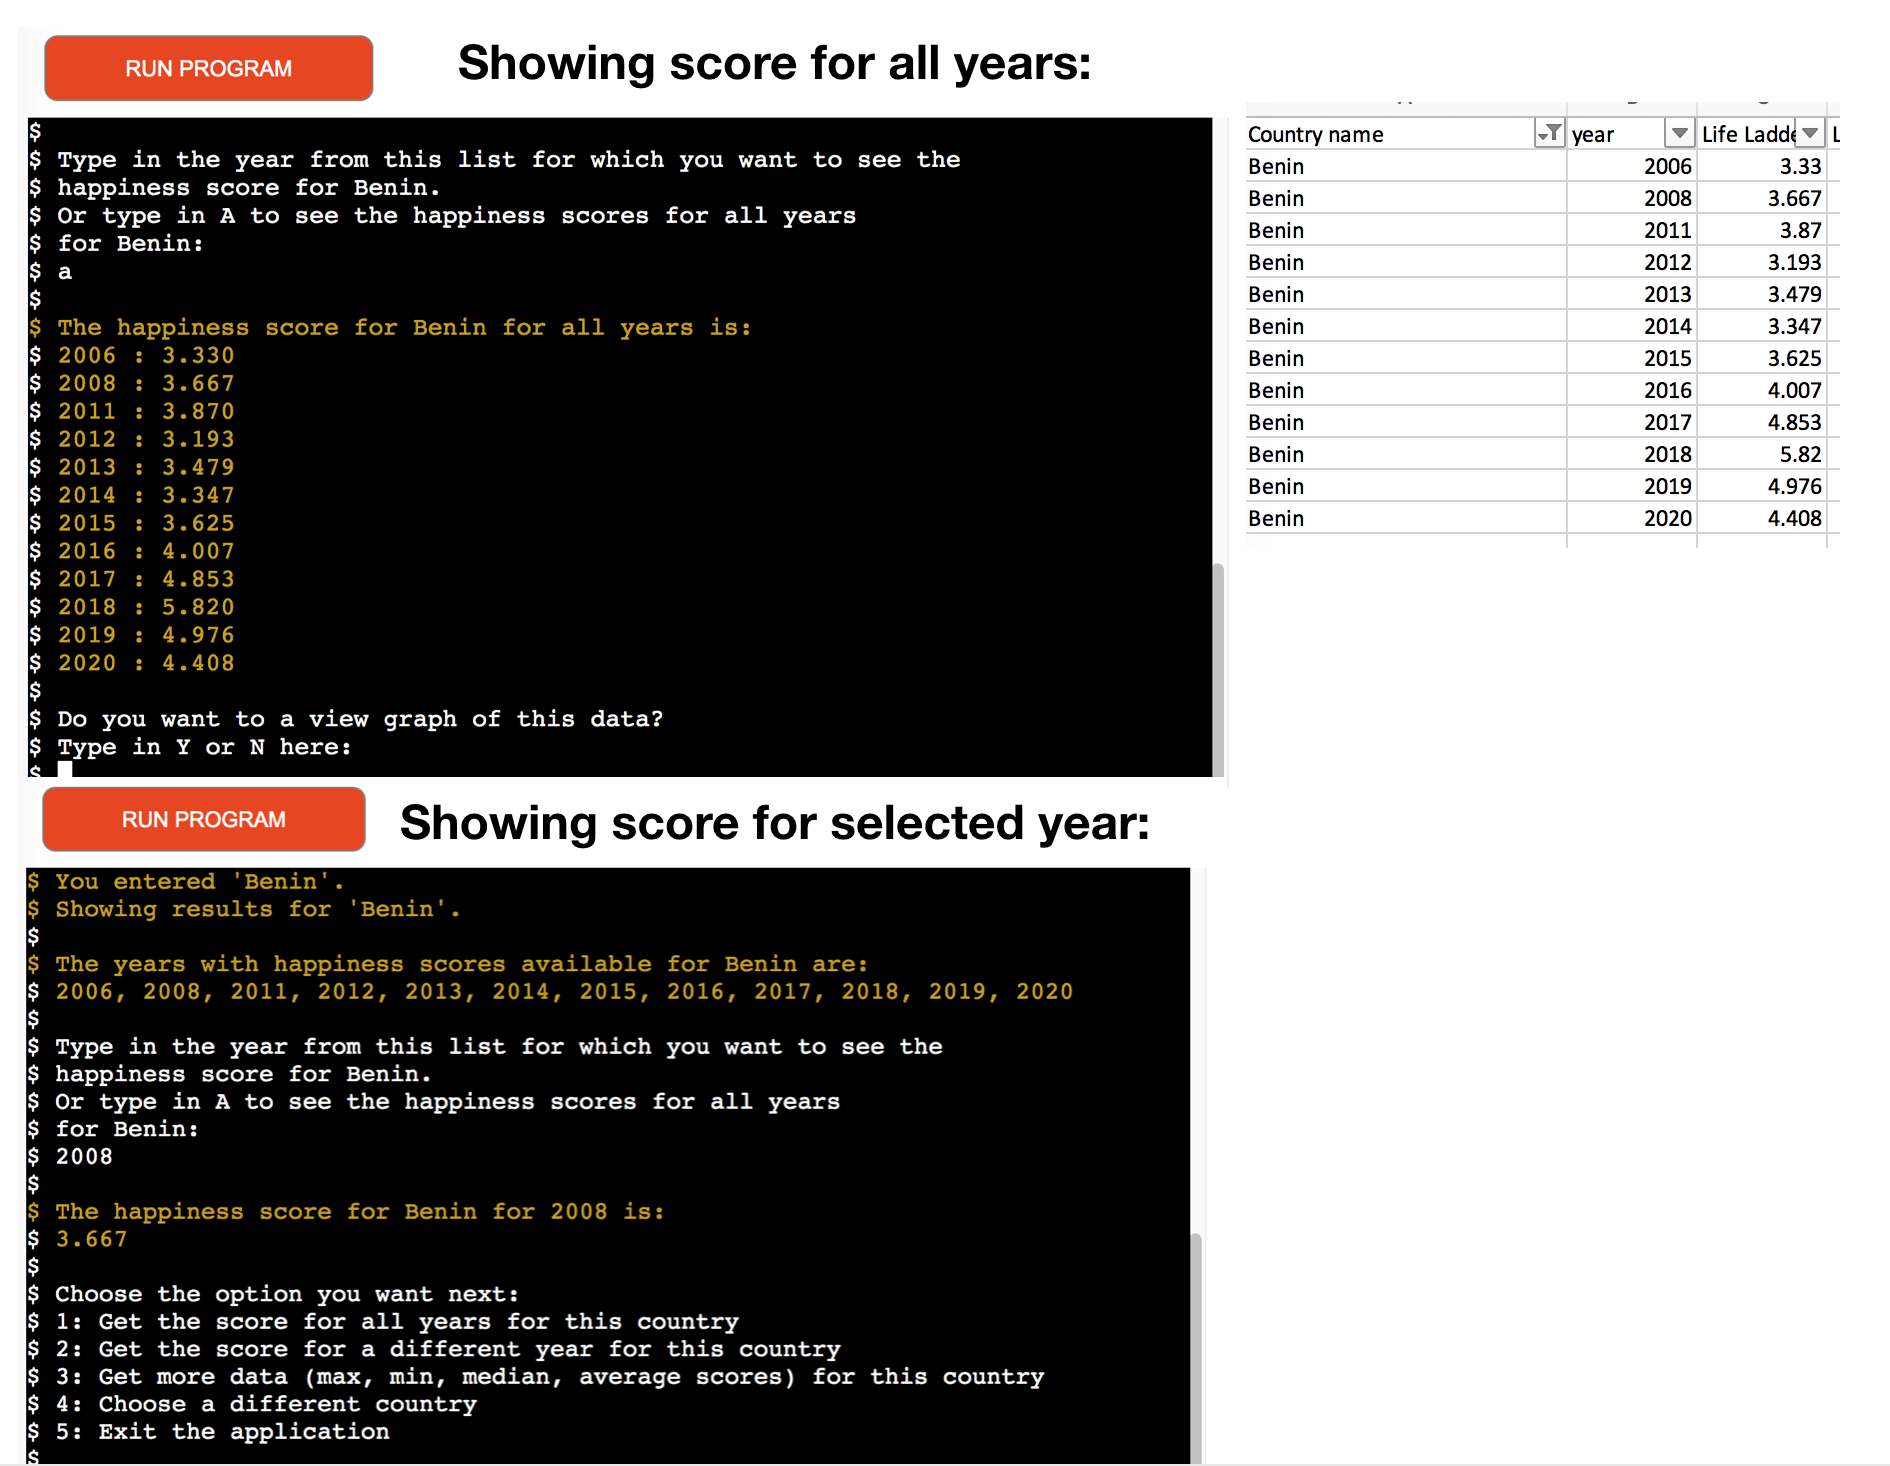 RUN PROGRAM
Showing score for all years:
$
$ Type in the year from this list for which you want to see the
$ happiness score for Benin.
$ Or type in A to see the happiness scores for all years
$ for Benin:
$ a
$
$ The happiness score for Benin for all years is:
$ 2006 : 3.330
$ 2008 : 3.667
$ 2011 : 3.870
$ 2012 : 3.193
$ 2013 : 3.479
$ 2014 : 3.347
$ 2015 : 3.625
$ 2016 : 4.007
$ 2017 : 4.853
$ 2018 : 5.820
$ 2019 : 4.976
$ 2020 : 4.408
$
$ Do you want to a view graph of this data?
$ Type in Y or N here:
$
Country name year Life Ladde L
Benin 2006 3.33
Benin 2008 3.667
Benin 2011 3.87
Benin 2012 3.193
Benin 2013 3.479
Benin 2014 3.347
Benin 2015 3.625
Benin 2016 4.007
Benin 2017 4.853
Benin 2018 5.82
Benin 2019 4.976
Benin 2020 4.408
RUN PROGRAM
Showing score for selected year:
$ You entered 'Benin'.
$ Showing results for 'Benin'.
$
$ The years with happiness scores available for Benin are:
$ 2006, 2008, 2011, 2012, 2013, 2014, 2015, 2016, 2017, 2018, 2019, 2020
$
$ Type in the year from this list for which you want to see the
$ happiness score for Benin.
$ Or type in A to see the happiness scores for all years
$ for Benin:
$ 2008
$
$ The happiness score for Benin for 2008 is:
$ 3.667
$
$ Choose the option you want next:
$ 1: Get the score for all years for this country
$ 2: Get the score for a different year for this country
$ 3: Get more data (max, min, median, average scores) for this country
$ 4: Choose a different country
$ 5: Exit the application
$